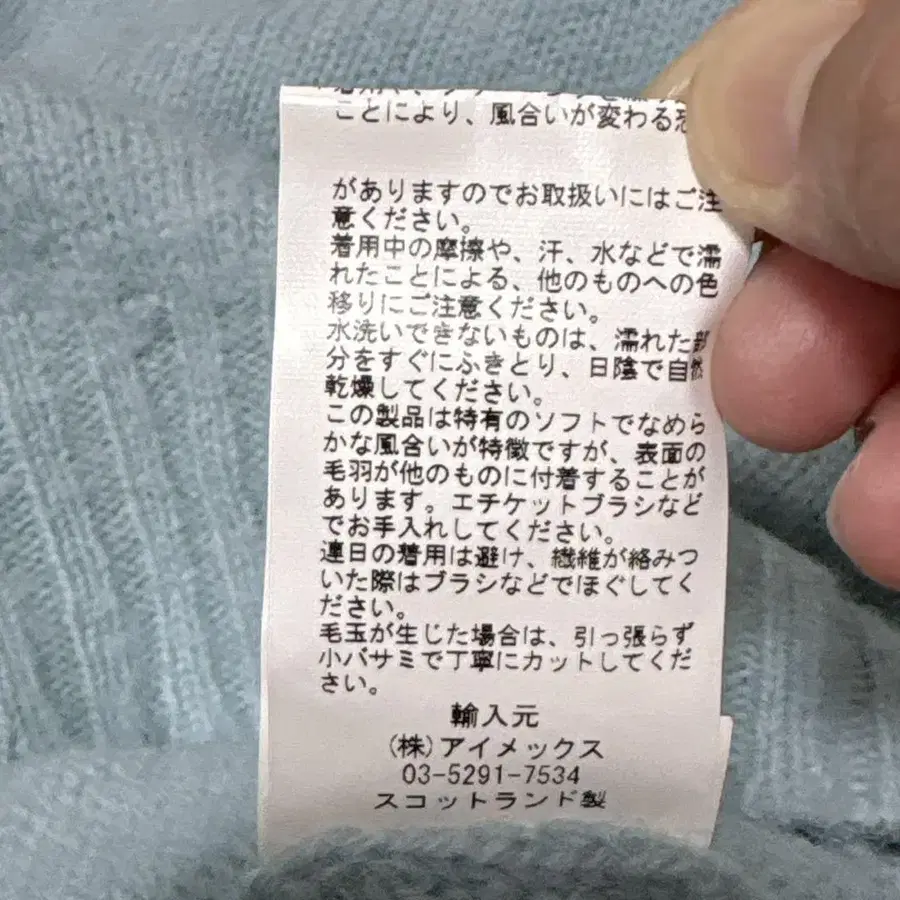 ことにより、風合いが変わる恐
がありますのでお取扱いにはご注
意ください。
着用中の摩擦や、汗、水などで濡
れたことによる、他のものへの色
移りにご注意ください。
水洗いできないものは、濡れた部
分をすぐにふきとり、日陰で自然
乾燥してください。
この製品は特有のソフトでなめら
かな風合いが特徴ですが、表面の
毛羽が他のものに付着することが
あります。エチケットブラシなど
でお手入れしてください。
連日の着用は避け、繊維が絡みつ
いた際はブラシなどでほぐしてく
ださい。
毛玉が生じた場合は、引っ張らず
小バサミで丁寧にカットしてくだ
さい。
輸入元
(株)アイメックス
03-5291-7534
スコットランド製